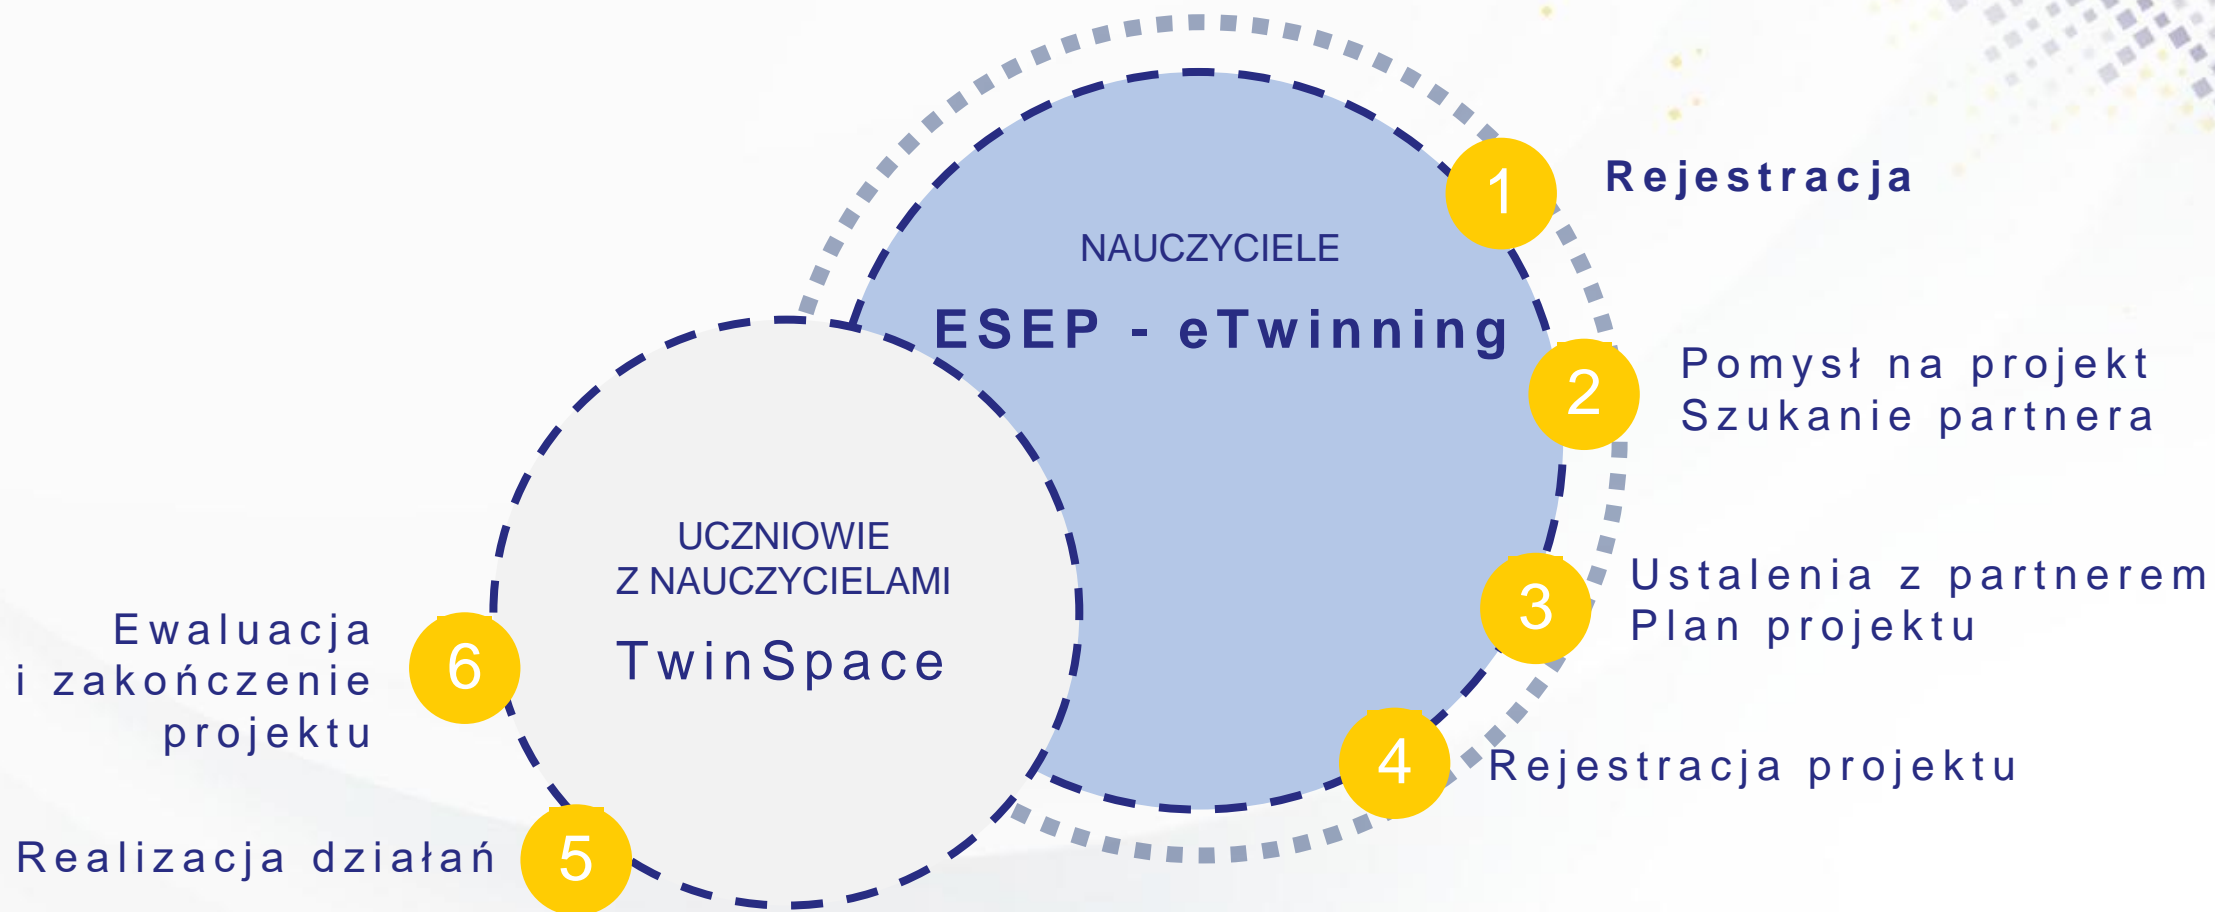 1
Rejestracja
NAUCZYCIELE
ESEP - eTwinning
2
Pomysł na projekt
Szukanie partnera
3
Ustalenia z partnerem
Plan projektu
4
Rejestracja projektu
UCZNIOWIE
Z NAUCZYCIELAMI
TwinSpace
5
Realizacja działań
6
Ewaluacja
i zakończenie
projektu